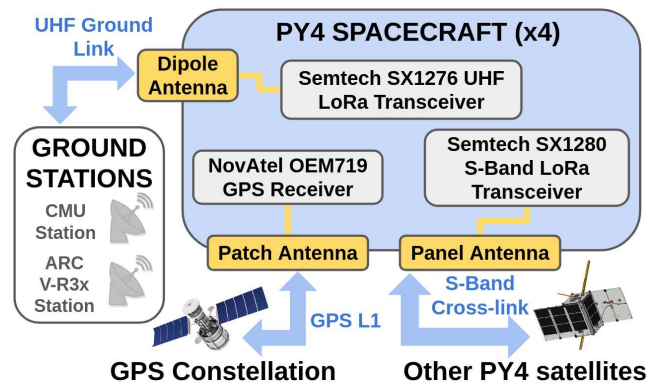 UHF Ground
Link
PY4 SPACECRAFT (x4)
Dipole
Antenna
Semtech SX1276 UHF
LoRa Transceiver
GROUND
STATIONS
CMU
Station
ARC
V-R3x
Station
NovAtel OEM719
GPS Receiver
Semtech SX1280
S-Band LoRa
Transceiver
Patch Antenna
Panel Antenna
GPS L1
S-Band
Cross-link
GPS Constellation
Other PY4 satellites